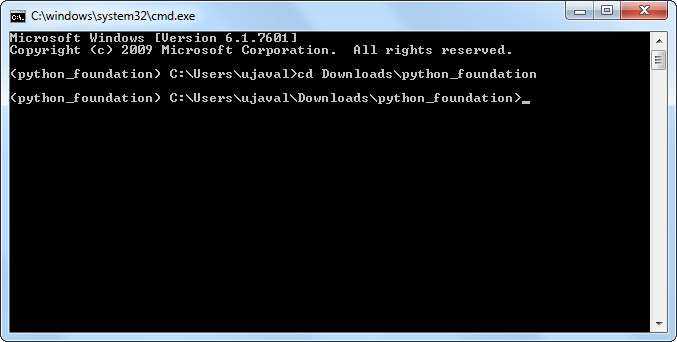 C:\windows\system32\cmd.exe
Microsoft Windows [Version 6.1.7601]
Copyright (c) 2009 Microsoft Corporation.  All rights reserved.
(python_foundation) C:\Users\ujaval>cd Downloads\python_foundation
(python_foundation) C:\Users\ujaval\Downloads\python_foundation>_